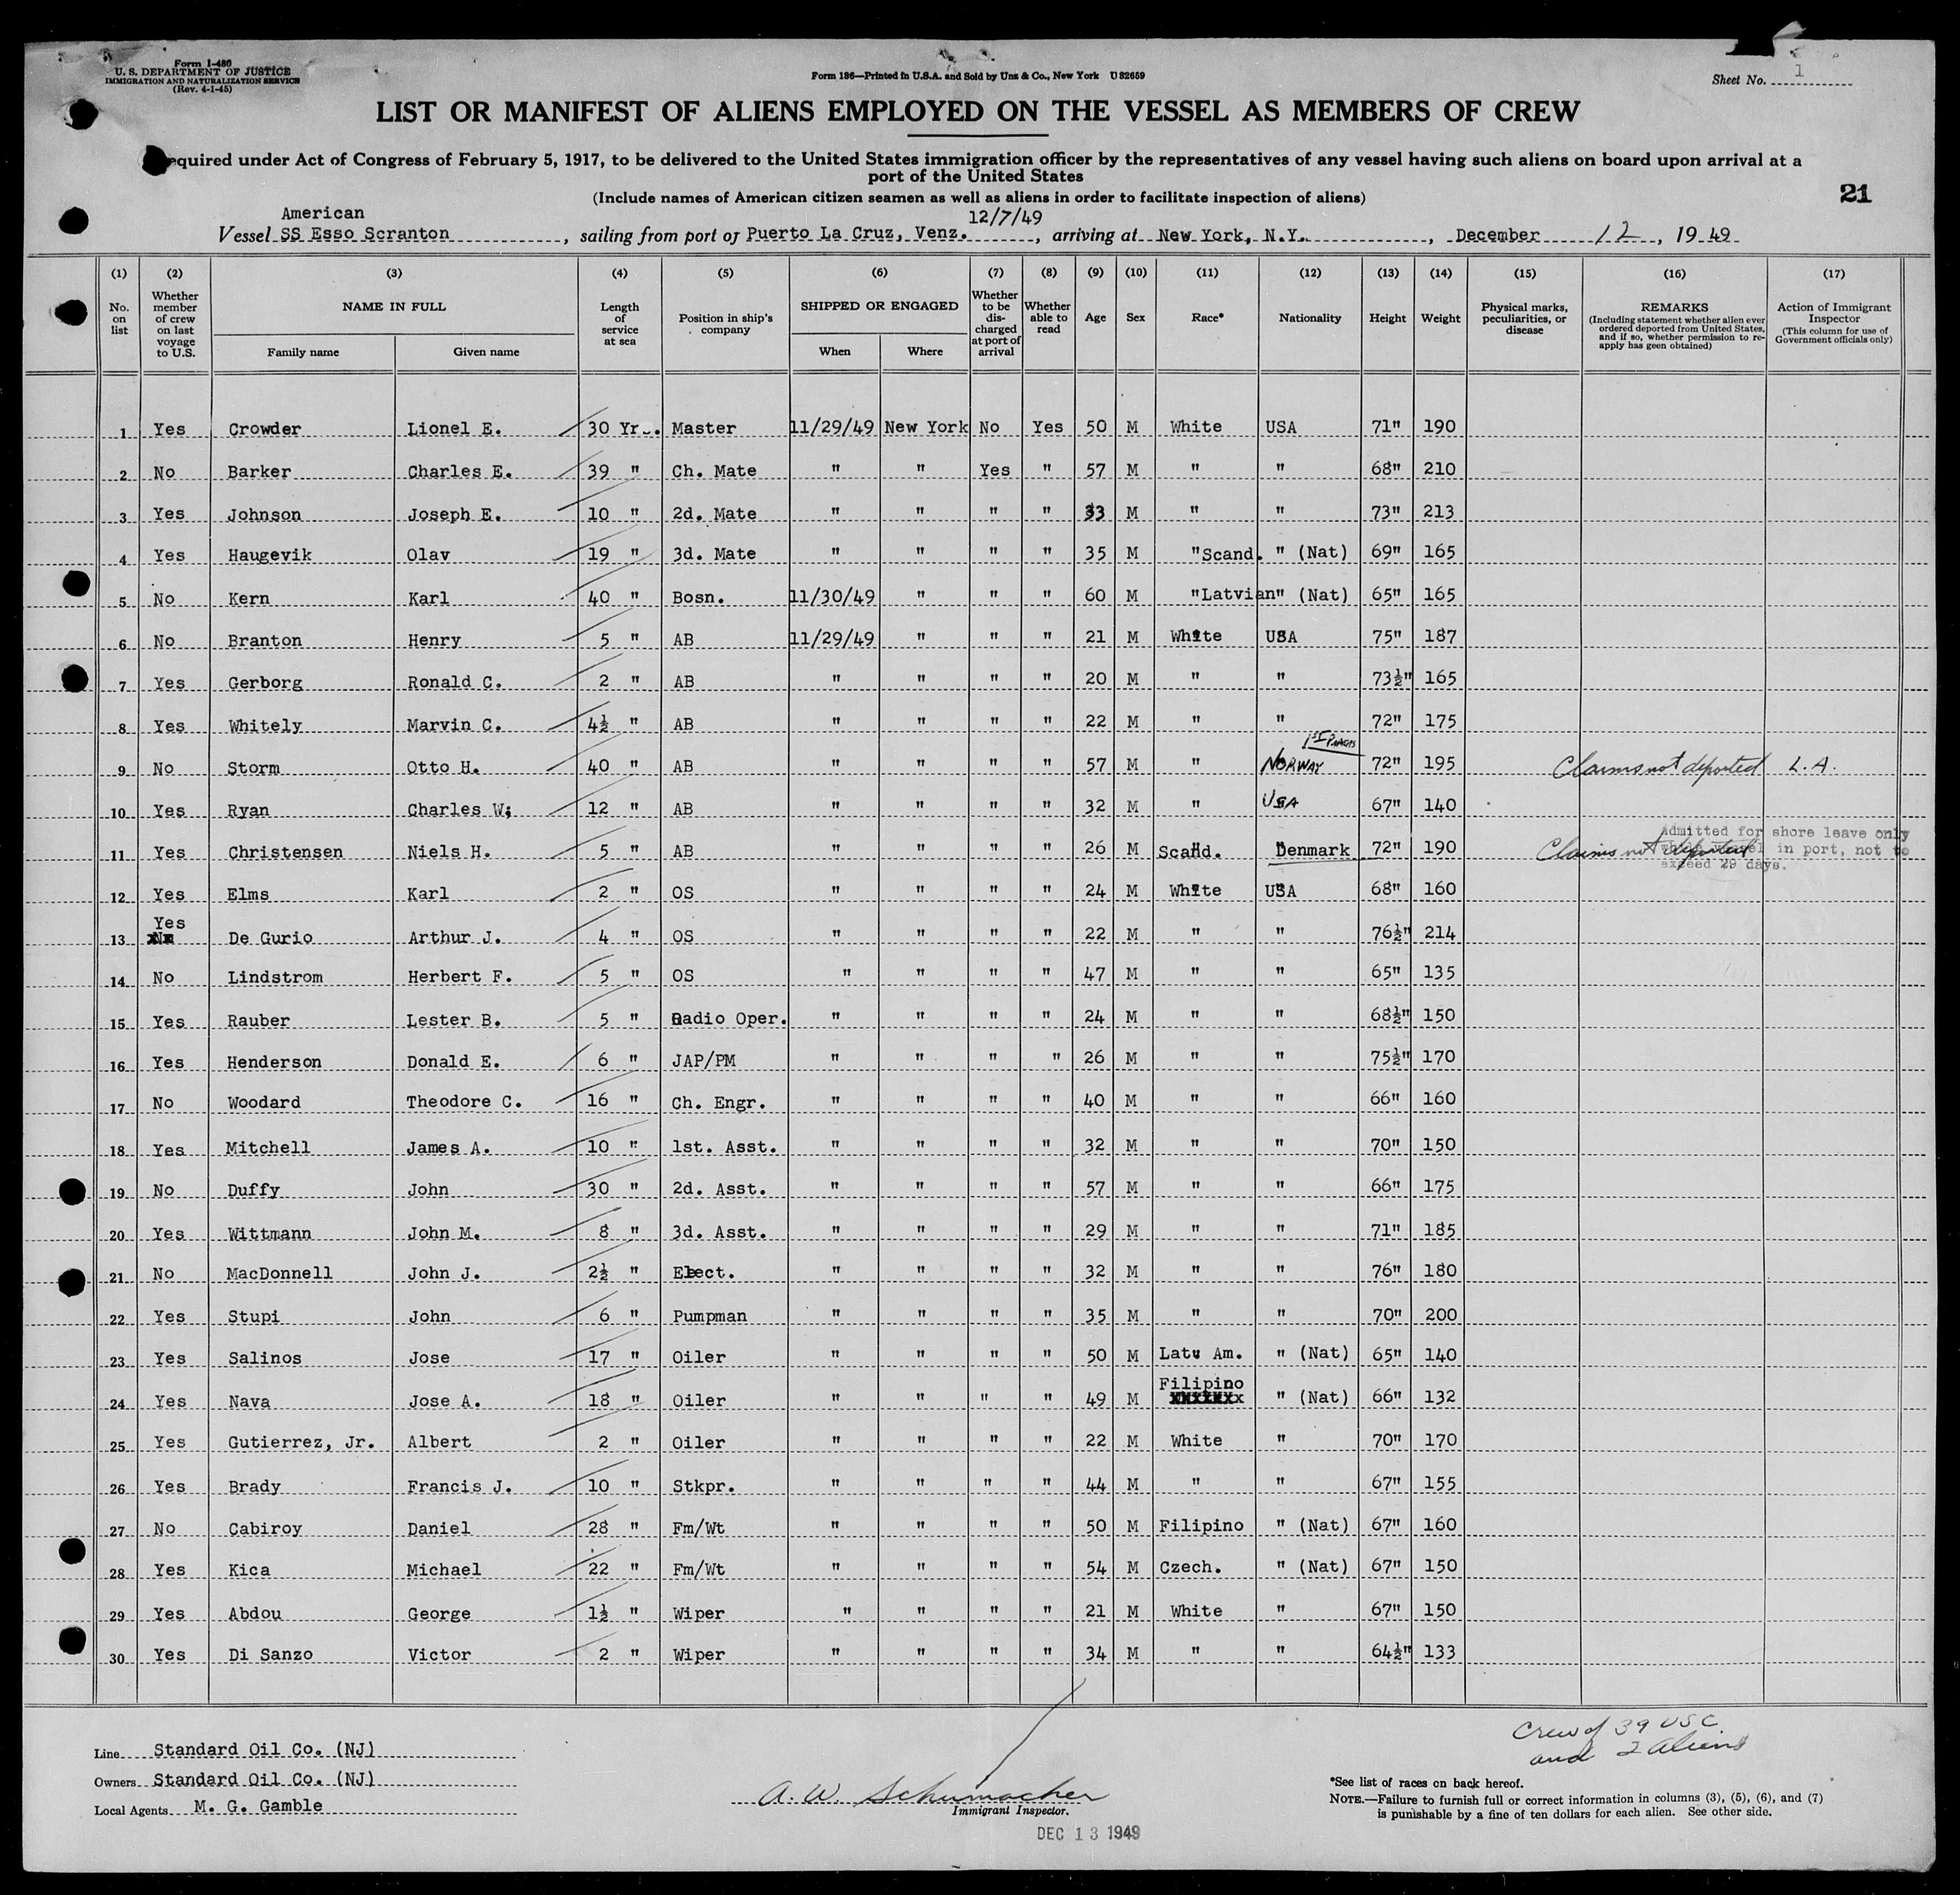 Form I-486
U. S. DEPARTMENT OF JUSTICE
IMMIGRATION AND NATURALIZATION SERVICE
(Rev. 4-1-45)
Form 186—Printed in U.S.A. and Sold by Unz & Co., New York U 82659
Sheet No. 1
LIST OR MANIFEST OF ALIENS EMPLOYED ON THE VESSEL AS MEMBERS OF CREW
equired under Act of Congress of February 5, 1917, to be delivered to the United States immigration officer by the representatives of any vessel having such aliens on board upon arrival at a
port of the United States
(Include names of American citizen seamen as well as aliens in order to facilitate inspection of aliens)
21
American 12/7/49
Vessel SS Esso Scranton, sailing from port of Puerto La Cruz, Venz., arriving at New York, N.Y., December 12, 1949
(1) (2) (3) (4) (5) (6) (7) (8) (9) (10) (11) (12) (13) (14) (15) (16) (17)
No. on list
Whether member of crew on last voyage to U.S.
NAME IN FULL
Family name Given name
Length of service at sea
Position in ship's company
SHIPPED OR ENGAGED
When Where
Whether to be discharged at port of arrival
Whether able to read
Age
Sex
Race*
Nationality
Height
Weight
Physical marks, peculiarities, or disease
REMARKS
(Including statement whether alien ever ordered deported from United States, and if so, whether permission to re-apply has geen obtained)
Action of Immigrant Inspector
(This column for use of Government officials only)
1 Yes Crowder Lionel E. 30 Yr. Master 11/29/49 New York No Yes 50 M White USA 71" 190
2 No Barker Charles E. 39 " Ch. Mate " " Yes " 57 M " " 68" 210
3 Yes Johnson Joseph E. 10 " 2d. Mate " " " " 33 M " " 73" 213
4 Yes Haugevik Olav 19 " 3d. Mate " " " " 35 M "Scand. " (Nat) 69" 165
5 No Kern Karl 40 " Bosn. 11/30/49 " " " 60 M "Latvian" (Nat) 65" 165
6 No Branton Henry 5 " AB 11/29/49 " " " 21 M White USA 75" 187
7 Yes Gerborg Ronald C. 2 " AB " " " " 20 M " " 73½" 165
8 Yes Whitely Marvin C. 4½ " AB " " " " 22 M " " 72" 175
9 No Storm Otto H. 40 " AB " " " " 57 M " NORWAY 72" 195 Claims not deported L.A.
10 Yes Ryan Charles W; 12 " AB " " " " 32 M " USA 67" 140
11 Yes Christensen Niels H. 5 " AB " " " " 26 M Scand. Denmark 72" 190 Claims not deported
Admitted for shore leave only
while vessel in port, not to
exceed 29 days.
12 Yes Elms Karl 2 " OS " " " " 24 M White USA 68" 160
13 Yes De Gurio Arthur J. 4 " OS " " " " 22 M " " 76½" 214
14 No Lindstrom Herbert F. 5 " OS " " " " 47 M " " 65" 135
15 Yes Rauber Lester B. 5 " Radio Oper. " " " " 24 M " " 68½" 150
16 Yes Henderson Donald E. 6 " JAP/PM " " " " 26 M " " 75½" 170
17 No Woodard Theodore C. 16 " Ch. Engr. " " " " 40 M " " 66" 160
18 Yes Mitchell James A. 10 " 1st. Asst. " " " " 32 M " " 70" 150
19 No Duffy John 30 " 2d. Asst. " " " " 57 M " " 66" 175
20 Yes Wittmann John M. 8 " 3d. Asst. " " " " 29 M " " 71" 185
21 No MacDonnell John J. 2½ " Elect. " " " " 32 M " " 76" 180
22 Yes Stupi John 6 " Pumpman " " " " 35 M " " 70" 200
23 Yes Salinos Jose 17 " Oiler " " " " 50 M Lat. Am. " (Nat) 65" 140
24 Yes Nava Jose A. 18 " Oiler " " " " 49 M Filipino " (Nat) 66" 132
25 Yes Gutierrez, Jr. Albert 2 " Oiler " " " " 22 M White " 70" 170
26 Yes Brady Francis J. 10 " Stkpr. " " " " 44 M " " 67" 155
27 No Cabiroy Daniel 28 " Fm/Wt " " " " 50 M Filipino " (Nat) 67" 160
28 Yes Kica Michael 22 " Fm/Wt " " " " 54 M Czech. " (Nat) 67" 150
29 Yes Abdou George 1½ " Wiper " " " " 21 M White " 67" 150
30 Yes Di Sanzo Victor 2 " Wiper " " " " 34 M " " 64½" 133
Crew of 39 USC
and 2 aliens
Line Standard Oil Co. (NJ)
Owners Standard Oil Co. (NJ)
Local Agents M. G. Gamble
A. W. Schumacher
Immigrant Inspector.
DEC 13 1949
*See list of races on back hereof.
NOTE.—Failure to furnish full or correct information in columns (3), (5), (6), and (7)
is punishable by a fine of ten dollars for each alien. See other side.